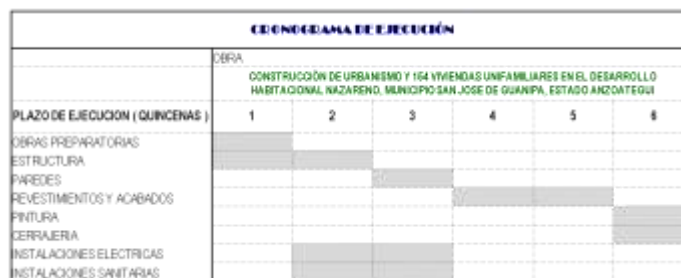 CRONOGRAMA DE EJECUCIÓN
OBRA
CONSTRUCCIÓN DE URBANISMO Y 164 VIVIENDAS UNIFAMILIARES EN EL DESARROLLO
HABITACIONAL NAZARENO, MUNICIPIO SAN JOSE DE GUANIPA, ESTADO ANZOATEGUI
PLAZO DE EJECUCION ( QUINCENAS ) 1 2 3 4 5 6
OBRAS PREPARATORIAS
ESTRUCTURA
PAREDES
REVESTIMIENTOS Y ACABADOS
PINTURA
CERRAJERIA
INSTALACIONES ELECTRICAS
INSTALACIONES SANITARIAS